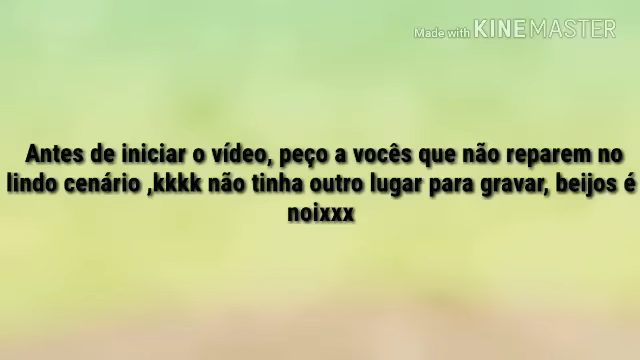 Made with KINEMASTER
Antes de iniciar o vídeo, peço a vocês que não reparem no
lindo cenário ,kkkk não tinha outro lugar para gravar, beijos é
noixxx